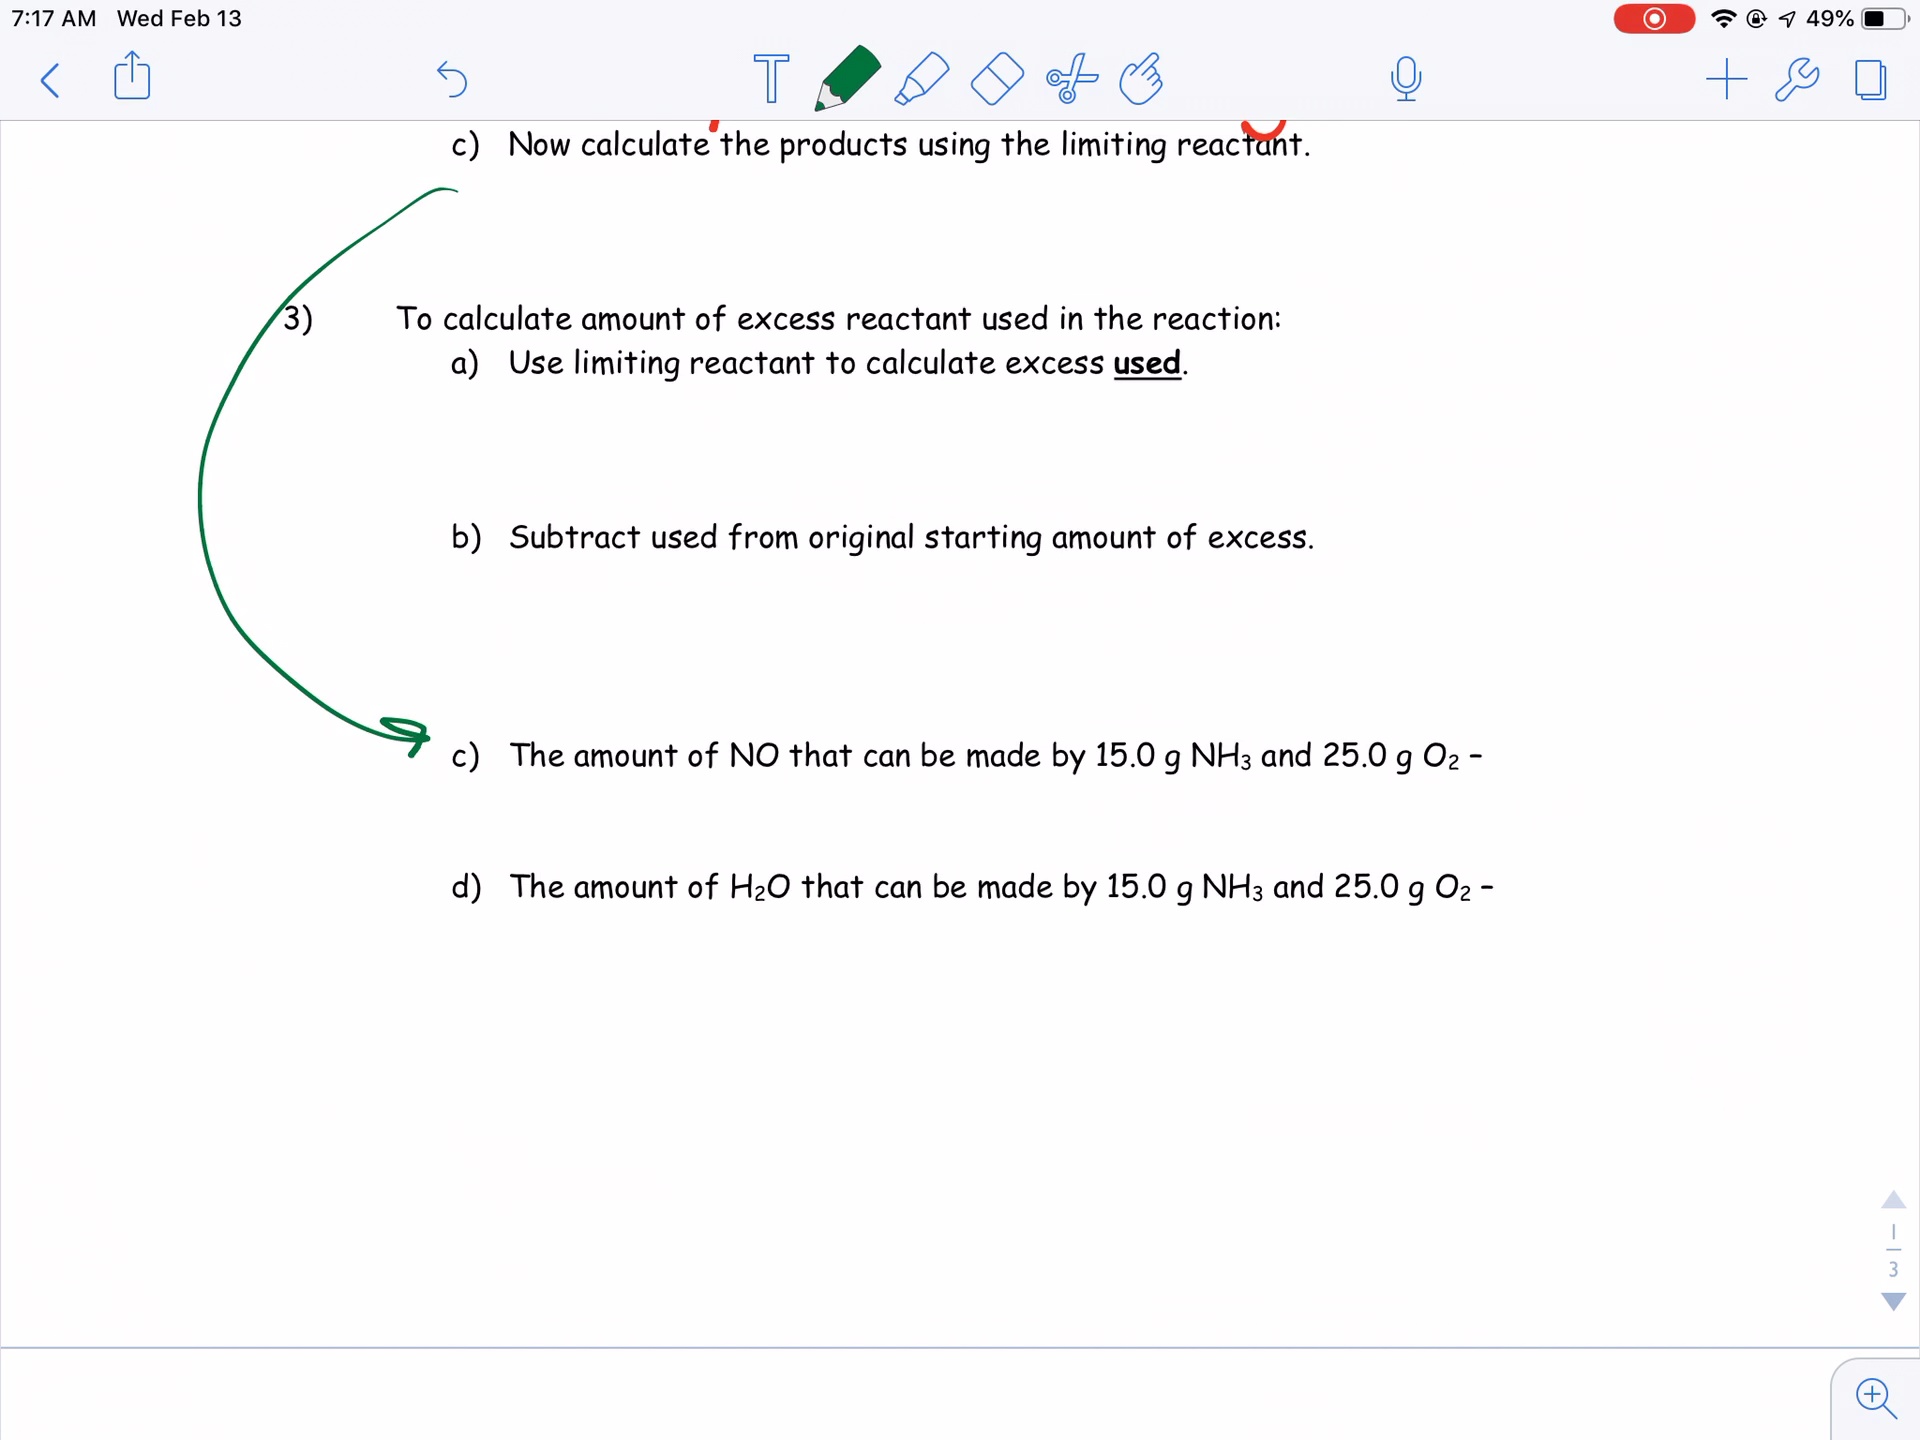 7:17 AM Wed Feb 13 49%
T
c) Now calculate the products using the limiting reactant.
3) To calculate amount of excess reactant used in the reaction:
a) Use limiting reactant to calculate excess used.
b) Subtract used from original starting amount of excess.
c) The amount of NO that can be made by 15.0 g NH₃ and 25.0 g O₂ –
d) The amount of H₂O that can be made by 15.0 g NH₃ and 25.0 g O₂ –
1
3